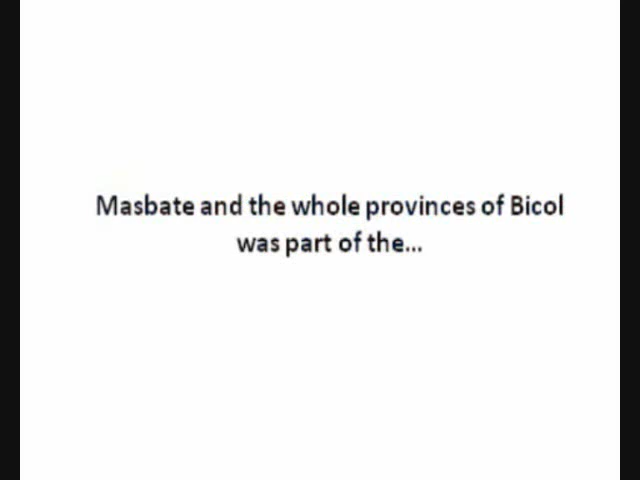 Masbate and the whole provinces of Bicol
was part of the...